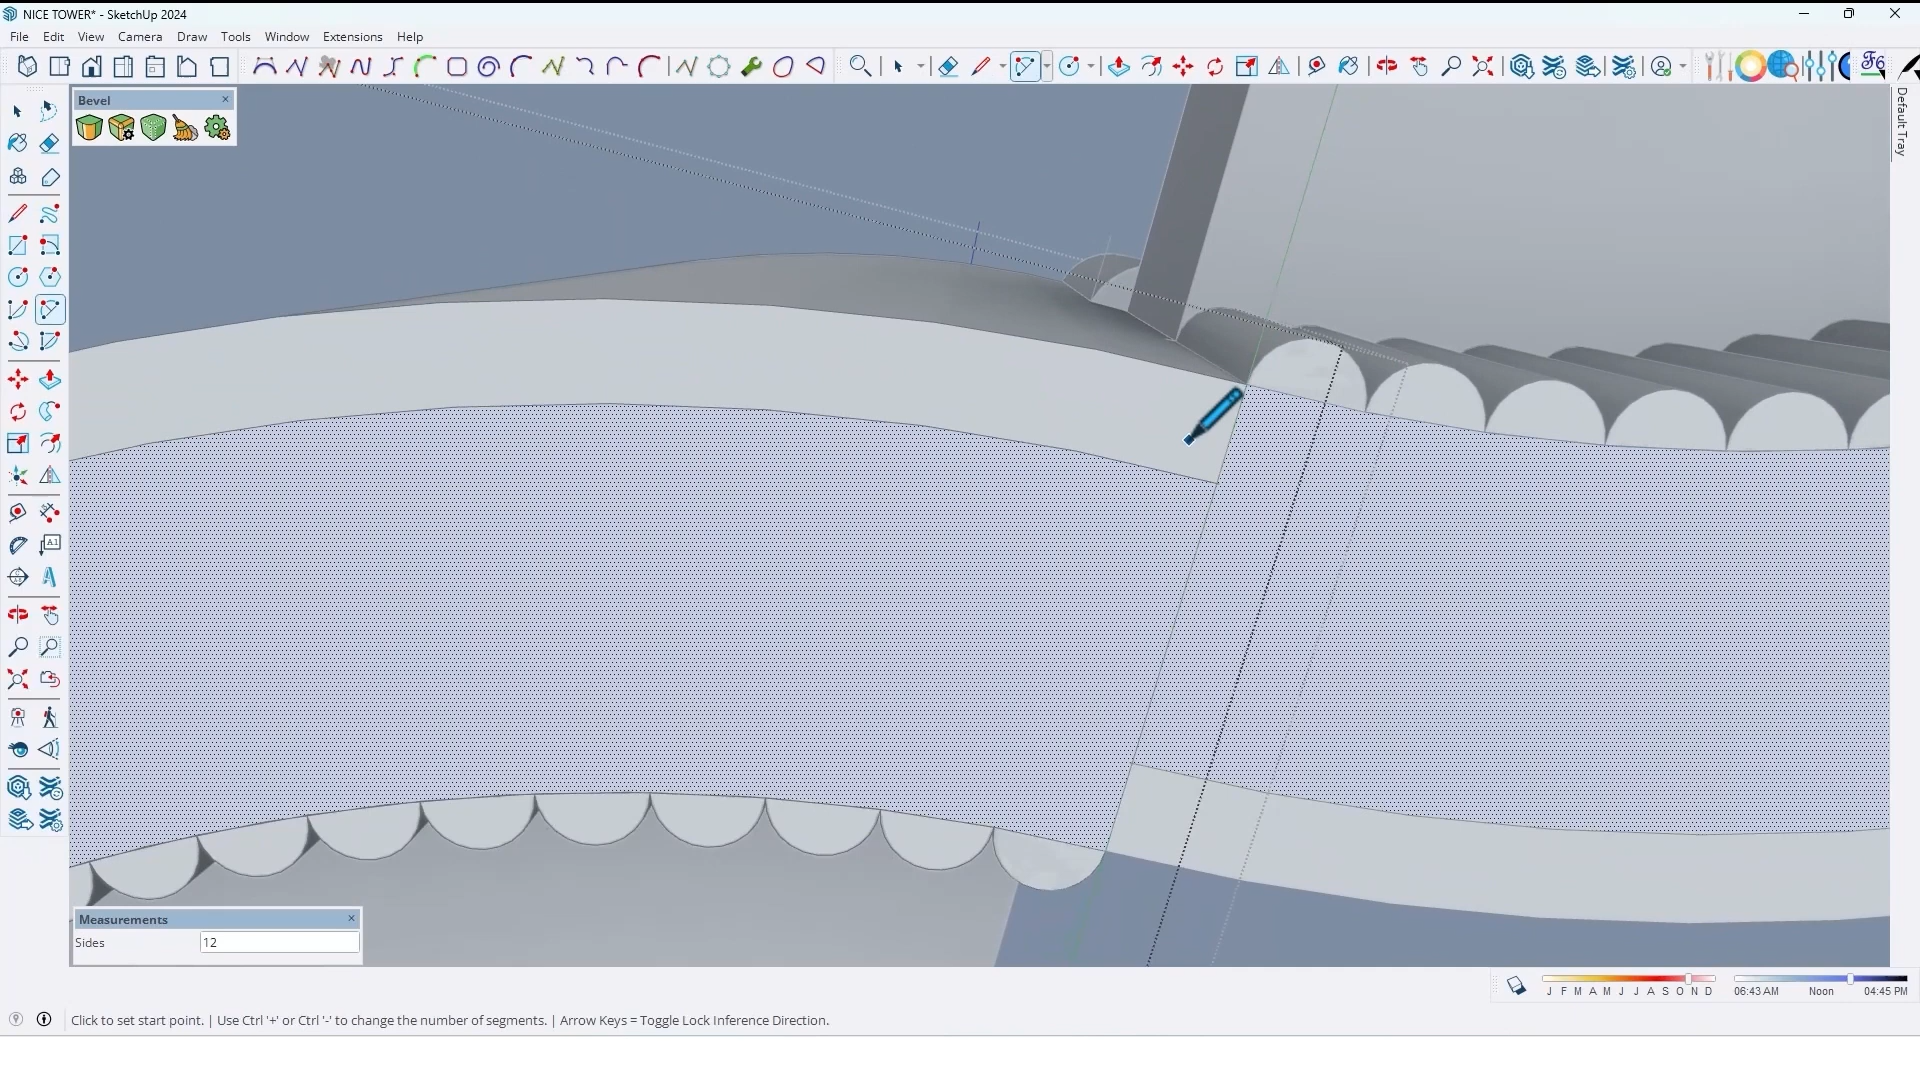 NICE TOWER* - SketchUp 2024
File Edit View Camera Draw Tools Window Extensions Help
Bevel
Default Tray
A1
Measurements
Sides 12
J F M A M J J A S O N D 06:43 AM Noon 04:45 PM
Click to set start point. | Use Ctrl '+' or Ctrl '-' to change the number of segments. | Arrow Keys = Toggle Lock Inference Direction.